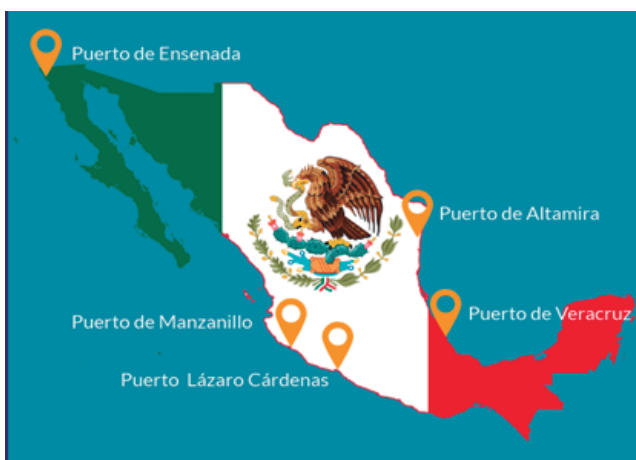 Puerto de Ensenada
Puerto de Altamira
Puerto de Veracruz
Puerto de Manzanillo
Puerto Lázaro Cárdenas